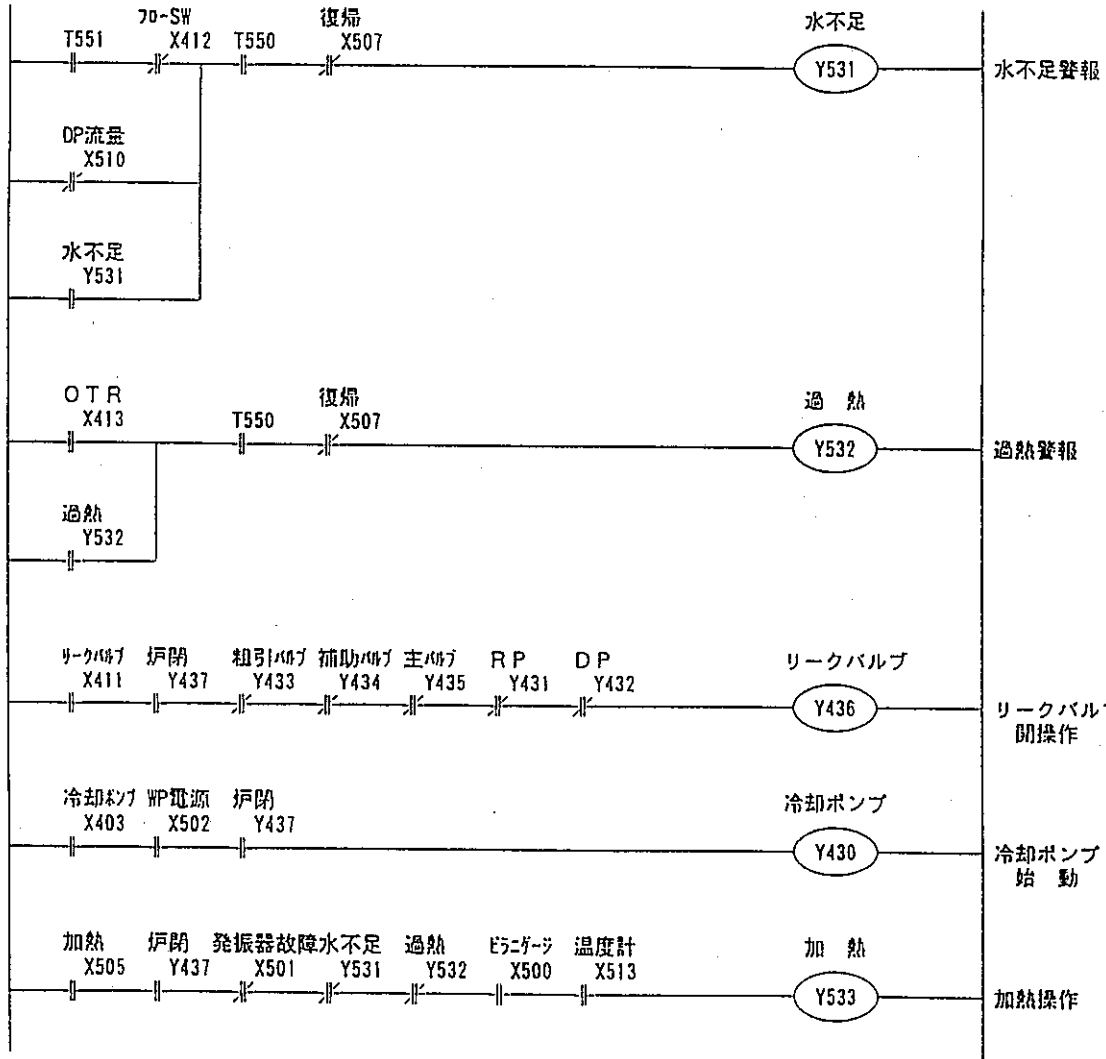 フロ-SW 復帰 水不足
T551 X412 T550 X507
Y531 水不足警報
DP流量
X510
水不足
Y531
OTR 復帰 過 熱
X413 T550 X507
Y532 過熱警報
過熱
Y532
リークバルブ 炉閉 粗引バルブ 補助バルブ 主バルブ RP DP リークバルブ
X411 Y437 Y433 Y434 Y435 Y431 Y432
Y436 リークバルブ
開操作
冷却ポンプ WP電源 炉閉 冷却ポンプ
X403 X502 Y437
Y430 冷却ポンプ
始 動
加熱 炉閉 発振器故障 水不足 過熱 ピラニゲージ 温度計 加 熱
X505 Y437 X501 Y531 Y532 X500 X513
Y533 加熱操作